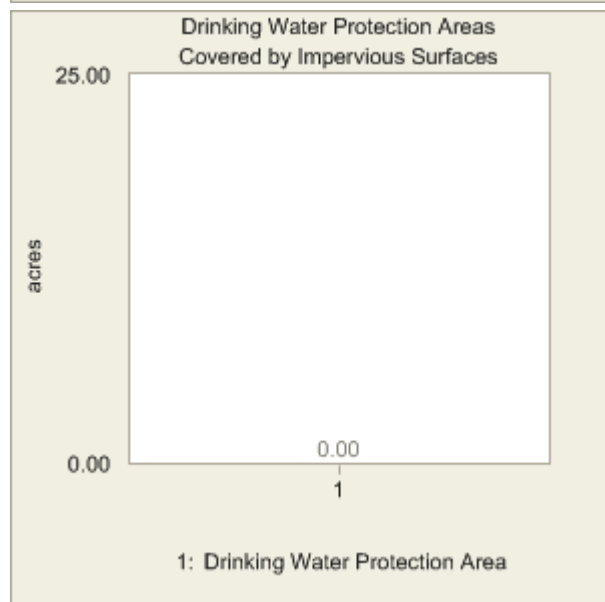 Drinking Water Protection Areas
Covered by Impervious Surfaces
25.00
acres
0.00
0.00
1
1: Drinking Water Protection Area